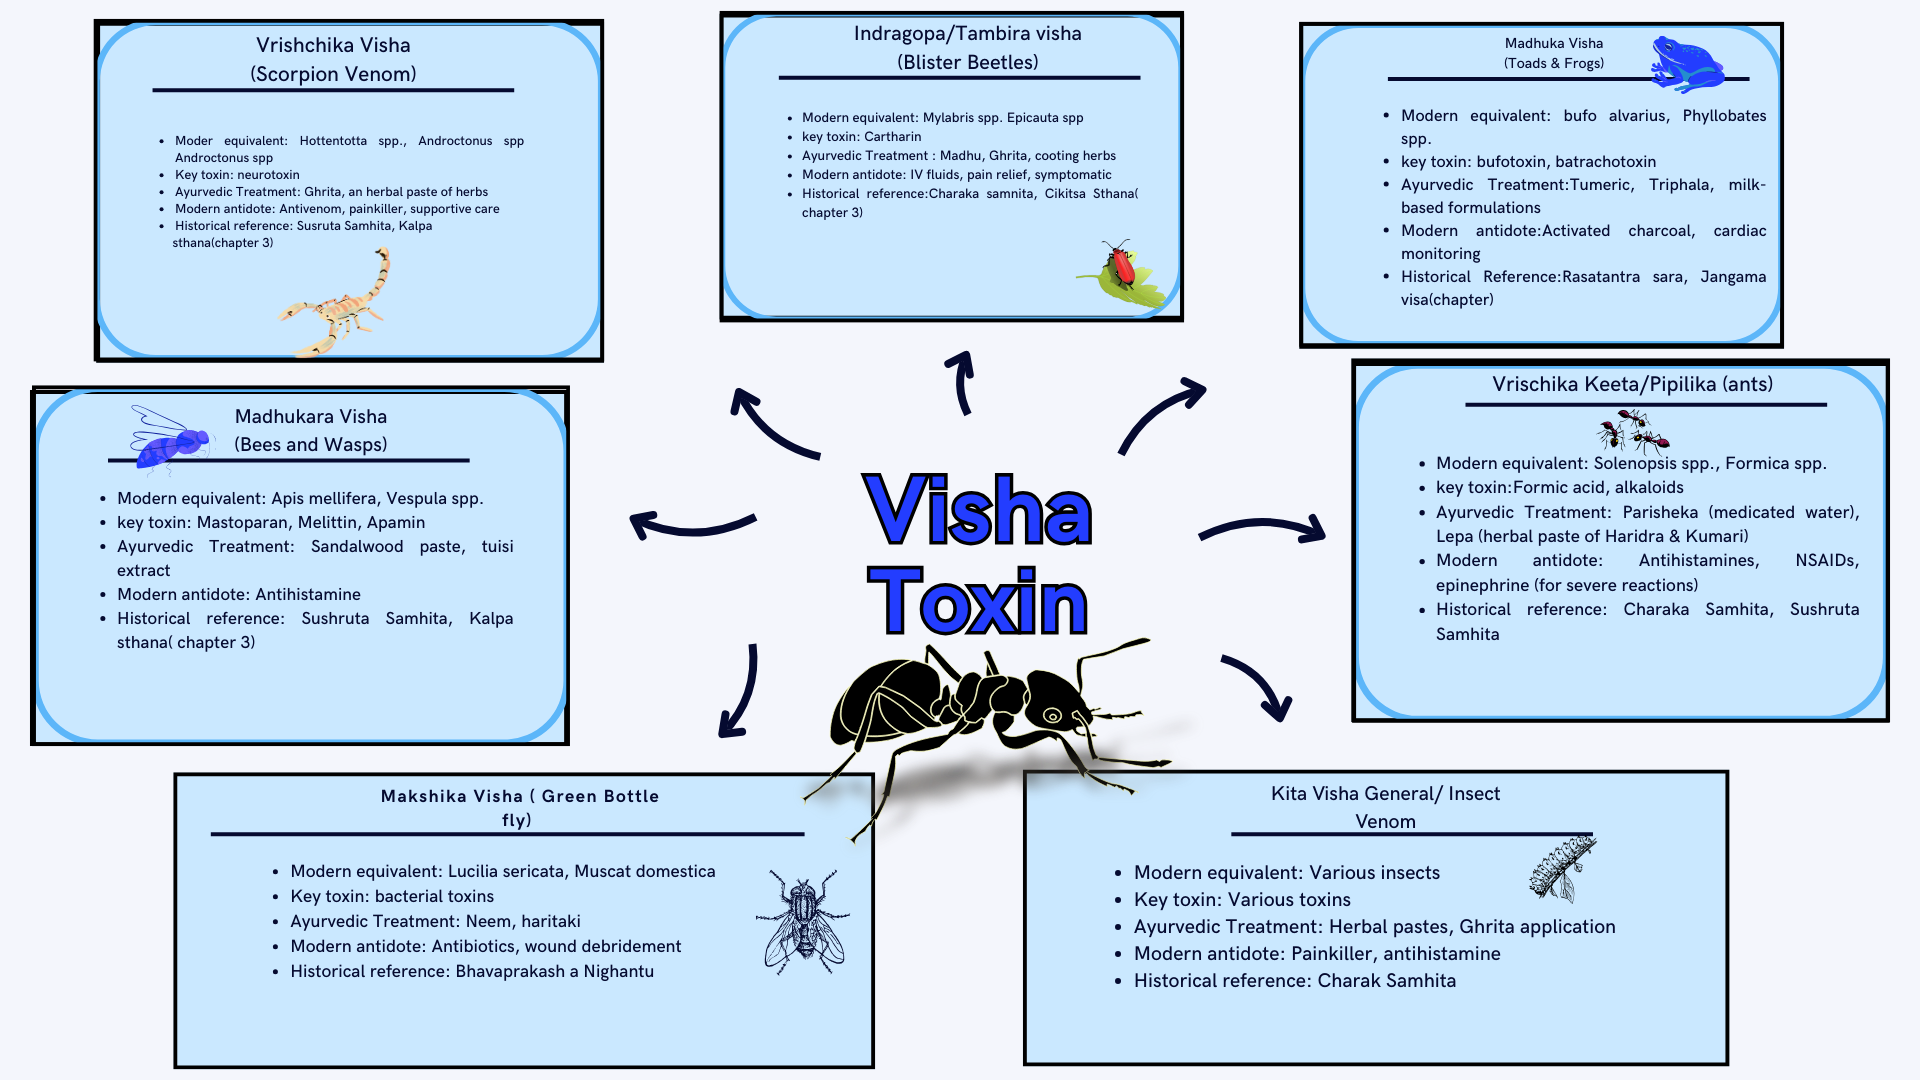 Vrishchika Visha
(Scorpion Venom)
• Moder equivalent: Hottentotta spp., Androctonus spp
Androctonus spp
• Key toxin: neurotoxin
• Ayurvedic Treatment: Ghrita, an herbal paste of herbs
• Modern antidote: Antivenom, painkiller, supportive care
• Historical reference: Susruta Samhita, Kalpa
sthana(chapter 3)
Indragopa/Tambira visha
(Blister Beetles)
• Modern equivalent: Mylabris spp. Epicauta spp
• key toxin: Cartharin
• Ayurvedic Treatment : Madhu, Ghrita, cooting herbs
• Modern antidote: IV fluids, pain relief, symptomatic
• Historical reference:Charaka samnita, Cikitsa Sthana(
chapter 3)
Madhuka Visha
(Toads & Frogs)
• Modern equivalent: bufo alvarius, Phyllobates
spp.
• key toxin: bufotoxin, batrachotoxin
• Ayurvedic Treatment:Tumeric, Triphala, milk-
based formulations
• Modern antidote:Activated charcoal, cardiac
monitoring
• Historical Reference:Rasatantra sara, Jangama
visa(chapter)
Madhukara Visha
(Bees and Wasps)
• Modern equivalent: Apis mellifera, Vespula spp.
• key toxin: Mastoparan, Melittin, Apamin
• Ayurvedic Treatment: Sandalwood paste, tuisi
extract
• Modern antidote: Antihistamine
• Historical reference: Sushruta Samhita, Kalpa
sthana( chapter 3)
Visha
Toxin
Vrischika Keeta/Pipilika (ants)
• Modern equivalent: Solenopsis spp., Formica spp.
• key toxin:Formic acid, alkaloids
• Ayurvedic Treatment: Parisheka (medicated water),
Lepa (herbal paste of Haridra & Kumari)
• Modern antidote: Antihistamines, NSAIDs,
epinephrine (for severe reactions)
• Historical reference: Charaka Samhita, Sushruta
Samhita
Makshika Visha ( Green Bottle
fly)
• Modern equivalent: Lucilia sericata, Muscat domestica
• Key toxin: bacterial toxins
• Ayurvedic Treatment: Neem, haritaki
• Modern antidote: Antibiotics, wound debridement
• Historical reference: Bhavaprakash a Nighantu
Kita Visha General/ Insect
Venom
• Modern equivalent: Various insects
• Key toxin: Various toxins
• Ayurvedic Treatment: Herbal pastes, Ghrita application
• Modern antidote: Painkiller, antihistamine
• Historical reference: Charak Samhita